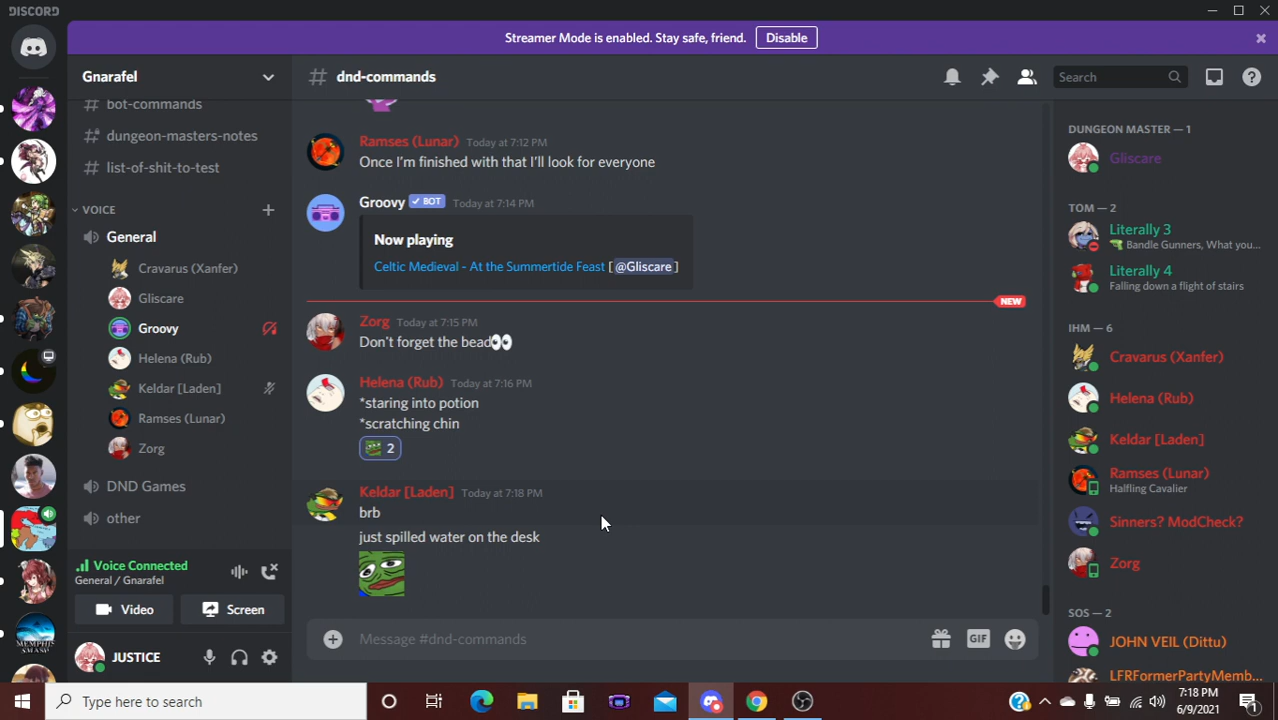 DISCORD
Streamer Mode is enabled. Stay safe, friend. Disable
Gnarafel
bot-commands
dungeon-masters-notes
list-of-shit-to-test
VOICE
General
Cravarus (Xanfer)
Gliscare
Groovy
Helena (Rub)
Keldar [Laden]
Ramses (Lunar)
Zorg
DND Games
other
Voice Connected
General / Gnarafel
Video Screen
JUSTICE
# dnd-commands
Search
Ramses (Lunar) Today at 7:12 PM
Once I'm finished with that I'll look for everyone
Groovy ✓ BOT Today at 7:14 PM
Now playing
Celtic Medieval - At the Summertide Feast [ @Gliscare ]
NEW
Zorg Today at 7:15 PM
Don't forget the bead👀
Helena (Rub) Today at 7:16 PM
*staring into potion
*scratching chin
2
Keldar [Laden] Today at 7:18 PM
brb
just spilled water on the desk
Message #dnd-commands
GIF
DUNGEON MASTER — 1
Gliscare
TOM — 2
Literally 3
Bandle Gunners, What you...
Literally 4
Falling down a flight of stairs
IHM — 6
Cravarus (Xanfer)
Helena (Rub)
Keldar [Laden]
Ramses (Lunar)
Halfling Cavalier
Sinners? ModCheck?
Zorg
SOS — 2
JOHN VEIL (Dittu)
LFRFormerPartyMemb...
Type here to search
7:18 PM
6/9/2021
1